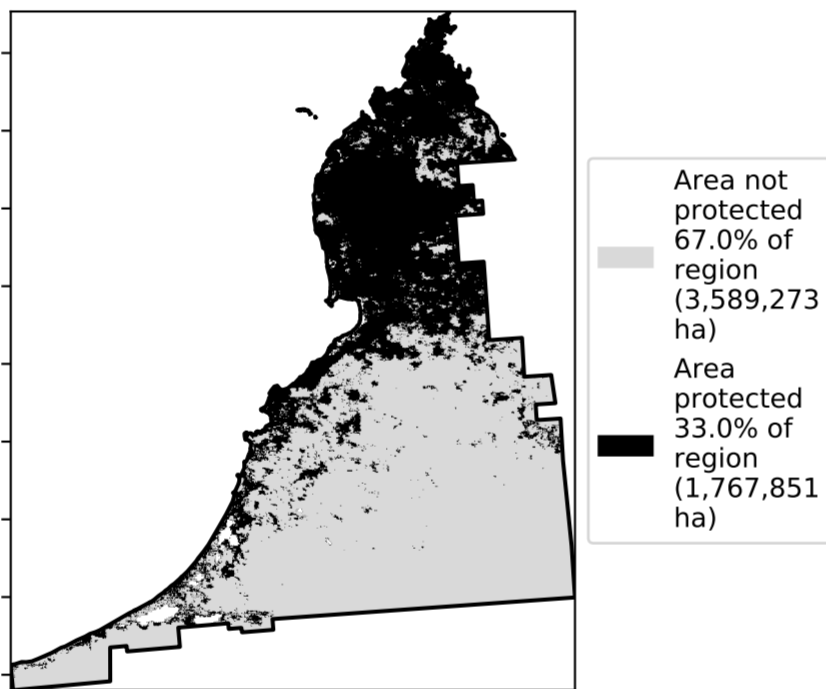 Area not
protected
67.0% of
region
(3,589,273
ha)
Area
protected
33.0% of
region
(1,767,851
ha)